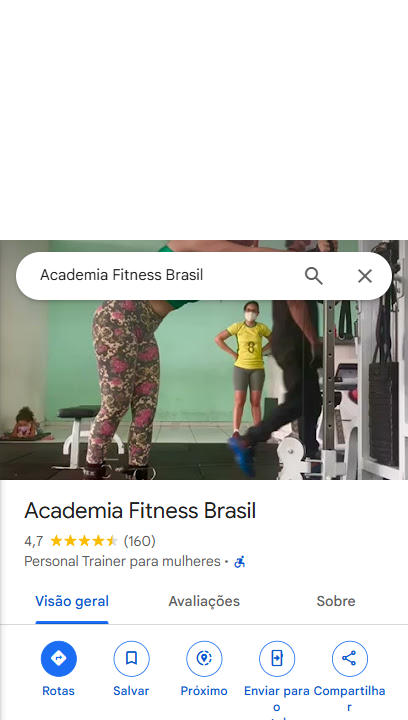 Academia Fitness Brasil
8
Academia Fitness Brasil
4,7 (160)
Personal Trainer para mulheres ·
Visão geral Avaliações Sobre
Rotas Salvar Próximo Enviar para o Compartilhar